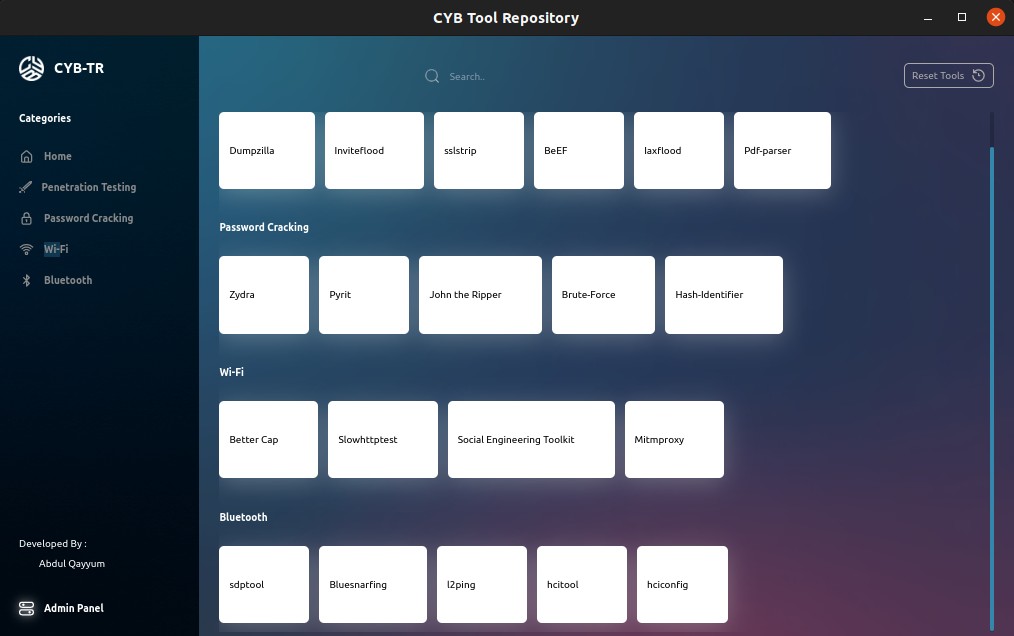 CYB Tool Repository
CYB-TR
Search..
Reset Tools
Categories
Home
Penetration Testing
Password Cracking
Wi-Fi
Bluetooth
Dumpzilla
Inviteflood
sslstrip
BeEF
Iaxflood
Pdf-parser
Password Cracking
Zydra
Pyrit
John the Ripper
Brute-Force
Hash-Identifier
Wi-Fi
Better Cap
Slowhttptest
Social Engineering Toolkit
Mitmproxy
Bluetooth
sdptool
Bluesnarfing
l2ping
hcitool
hciconfig
Developed By :
Abdul Qayyum
Admin Panel